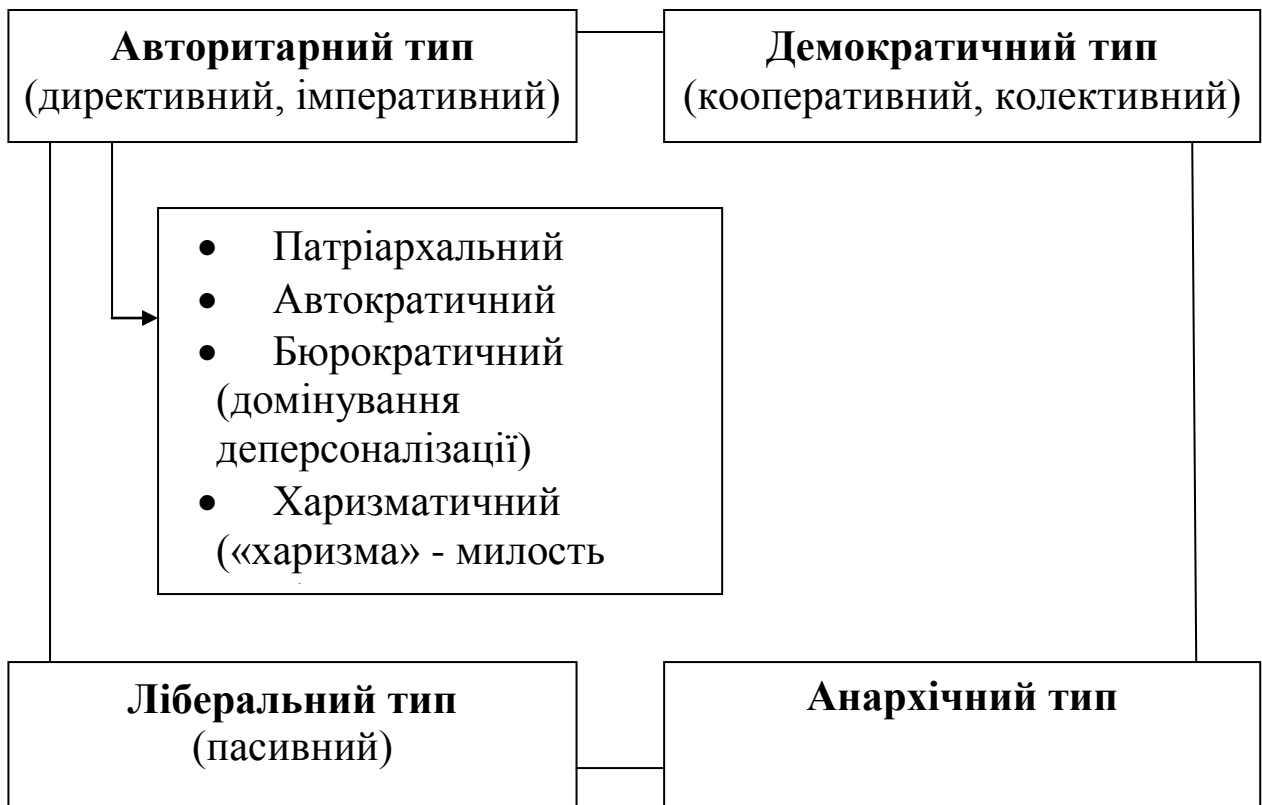 Авторитарний тип
(директивний, імперативний)
Демократичний тип
(кооперативний, колективний)
• Патріархальний
• Автократичний
• Бюрократичний
(домінування
деперсоналізації)
• Харизматичний
(«харизма» - милость
Ліберальний тип
(пасивний)
Анархічний тип